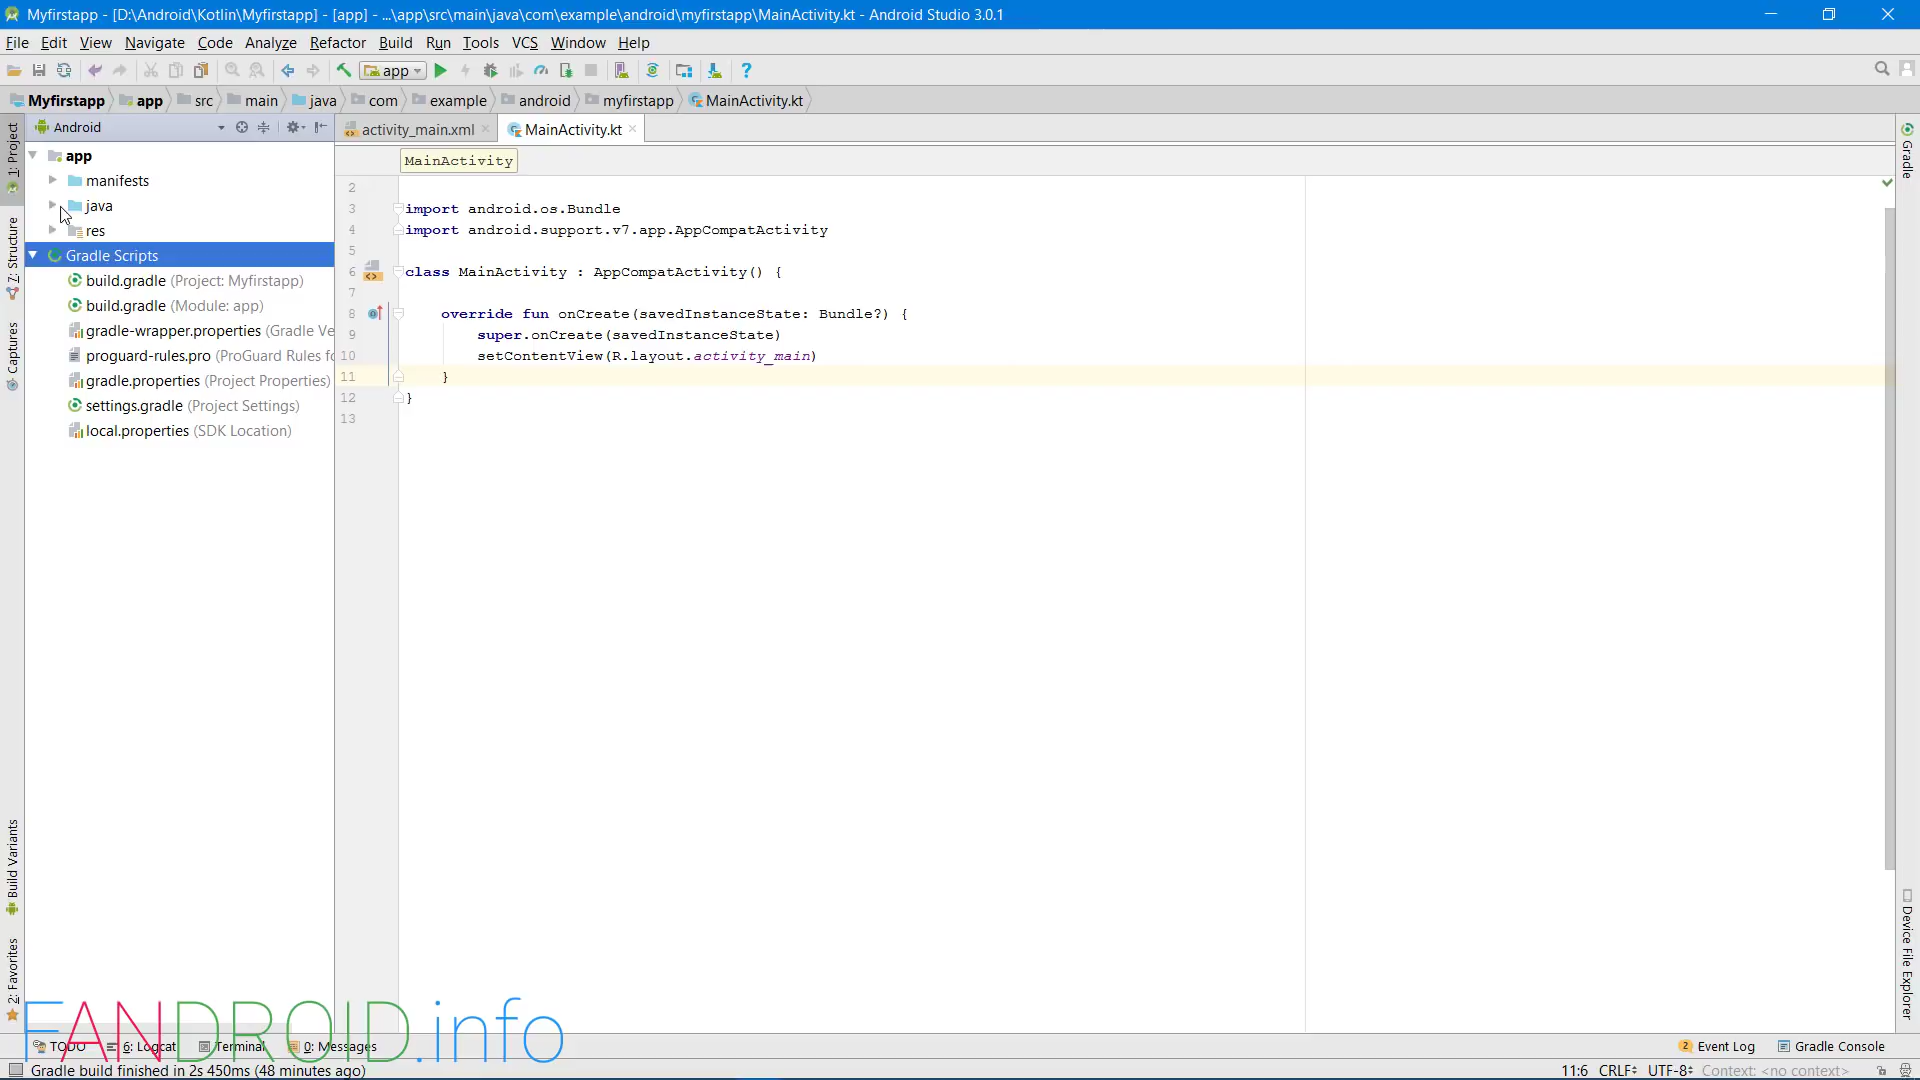 Myfirstapp - [D:\Android\Kotlin\Myfirstapp] - [app] - ...\app\src\main\java\com\example\android\myfirstapp\MainActivity.kt - Android Studio 3.0.1
File Edit View Navigate Code Analyze Refactor Build Run Tools VCS Window Help
app
Myfirstapp app src main java com example android myfirstapp MainActivity.kt
Android
activity_main.xml MainActivity.kt
MainActivity
1: Project
7: Structure
Captures
Build Variants
2: Favorites
app
manifests
java
res
Gradle Scripts
build.gradle (Project: Myfirstapp)
build.gradle (Module: app)
gradle-wrapper.properties (Gradle Ve
proguard-rules.pro (ProGuard Rules fo
gradle.properties (Project Properties)
settings.gradle (Project Settings)
local.properties (SDK Location)
2
3 import android.os.Bundle
4 import android.support.v7.app.AppCompatActivity
5
6 class MainActivity : AppCompatActivity() {
7
8 override fun onCreate(savedInstanceState: Bundle?) {
9 super.onCreate(savedInstanceState)
10 setContentView(R.layout.activity_main)
11 }
12 }
13
Gradle
Device File Explorer
FANDROID.info
TODO 6: Logcat Terminal 0: Messages
2 Event Log Gradle Console
Gradle build finished in 2s 450ms (48 minutes ago)
11:6 CRLF UTF-8 Context: <no context>